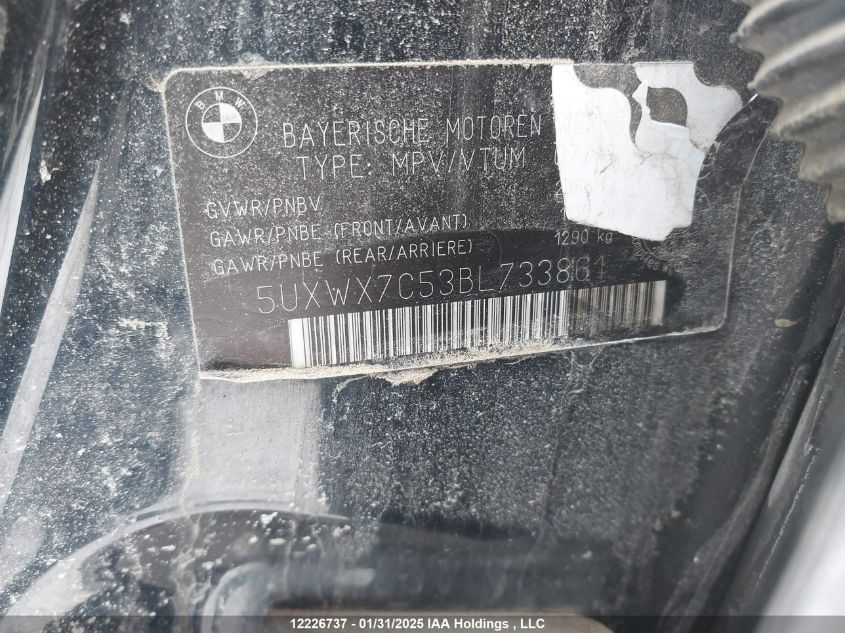 BMW
BAYERISCHE MOTOREN
TYPE: MPV/VTUM
GVWR/PNBV
GAWR/PNBE (FRONT/AVANT)
GAWR/PNBE (REAR/ARRIERE) 1290 kg
5UXWX7C53BL733861
12226737 - 01/31/2025 IAA Holdings , LLC